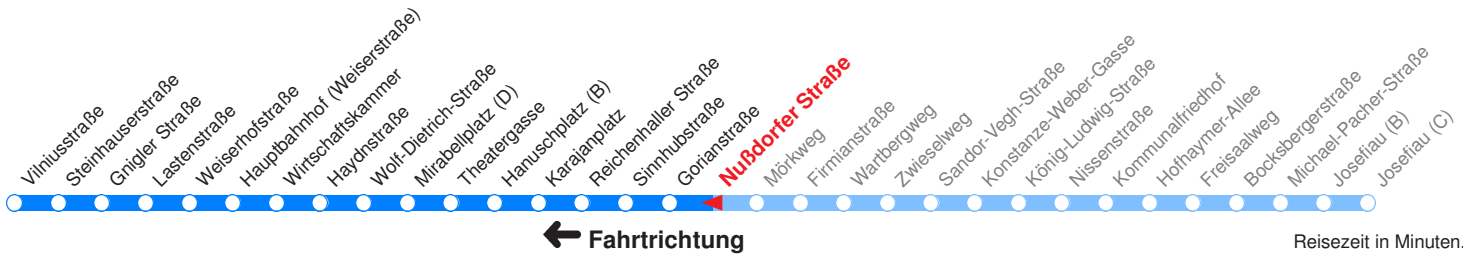 Vilniusstraße
Steinhauserstraße
Gnigler Straße
Lastenstraße
Weiserhofstraße
Hauptbahnhof (Weiserstraße)
Wirtschaftskammer
Haydnstraße
Wolf-Dietrich-Straße
Mirabellplatz (D)
Theatergasse
Hanuschplatz (B)
Karajanplatz
Reichenhaller Straße
Sinnhubstraße
Gorianstraße
Nußdorfer Straße
Mörkweg
Firmianstraße
Wartbergweg
Zwieselweg
Sandor-Vegh-Straße
Konstanze-Weber-Gasse
König-Ludwig-Straße
Nissenstraße
Kommunalfriedhof
Hofhaymer-Allee
Freisaalweg
Bocksbergerstraße
Michael-Pacher-Straße
Josefiau (B)
Josefiau (C)
Fahrtrichtung
Reisezeit in Minuten.